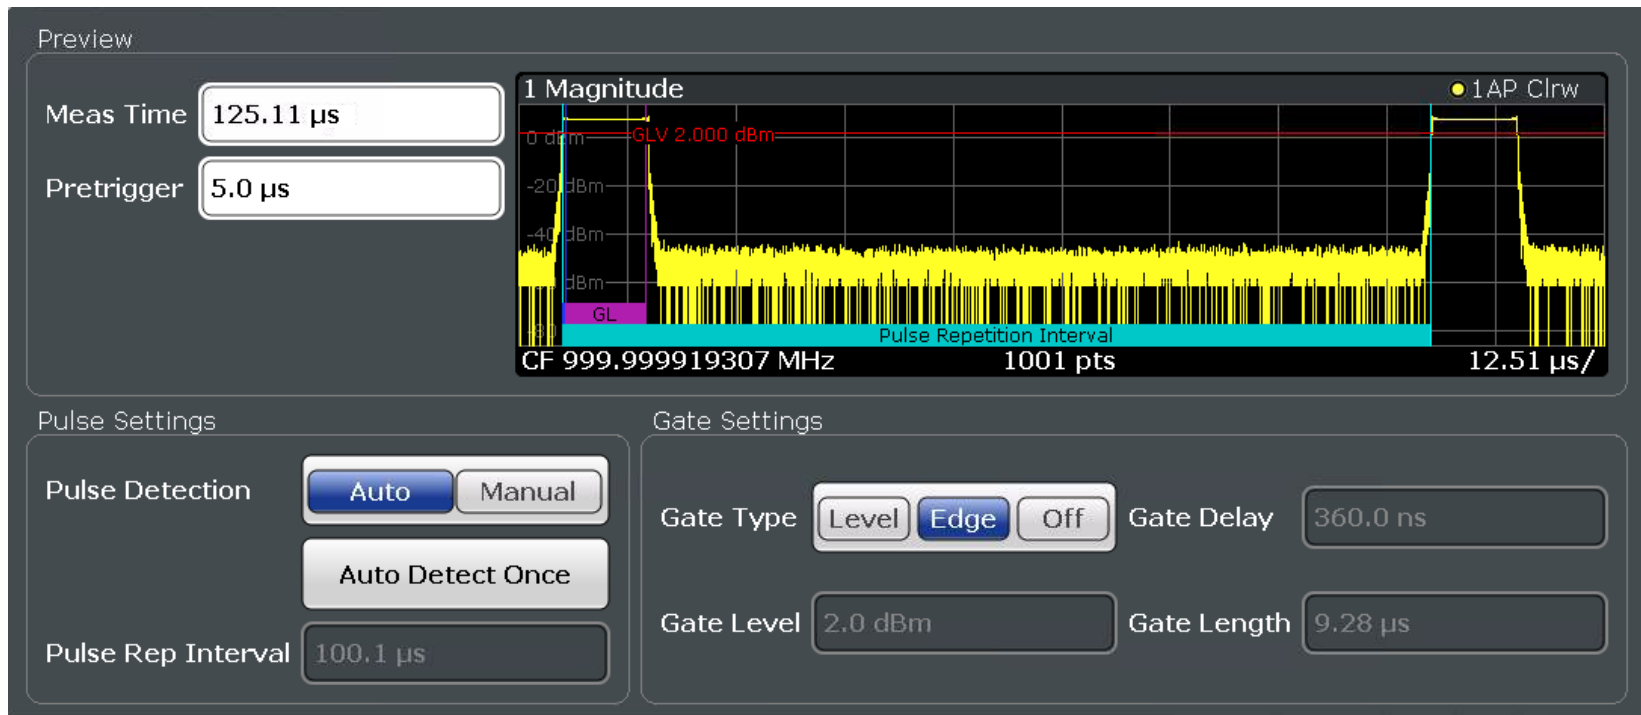 Preview
Meas Time 125.11 µs
Pretrigger 5.0 µs
1 Magnitude 1AP Clrw
0 dBm GLV 2.000 dBm
-20 dBm
-40 dBm
dBm
GL
-80 Pulse Repetition Interval
CF 999.999919307 MHz 1001 pts 12.51 µs/
Pulse Settings
Pulse Detection Auto Manual
Auto Detect Once
Pulse Rep Interval 100.1 µs
Gate Settings
Gate Type Level Edge Off Gate Delay 360.0 ns
Gate Level 2.0 dBm Gate Length 9.28 µs